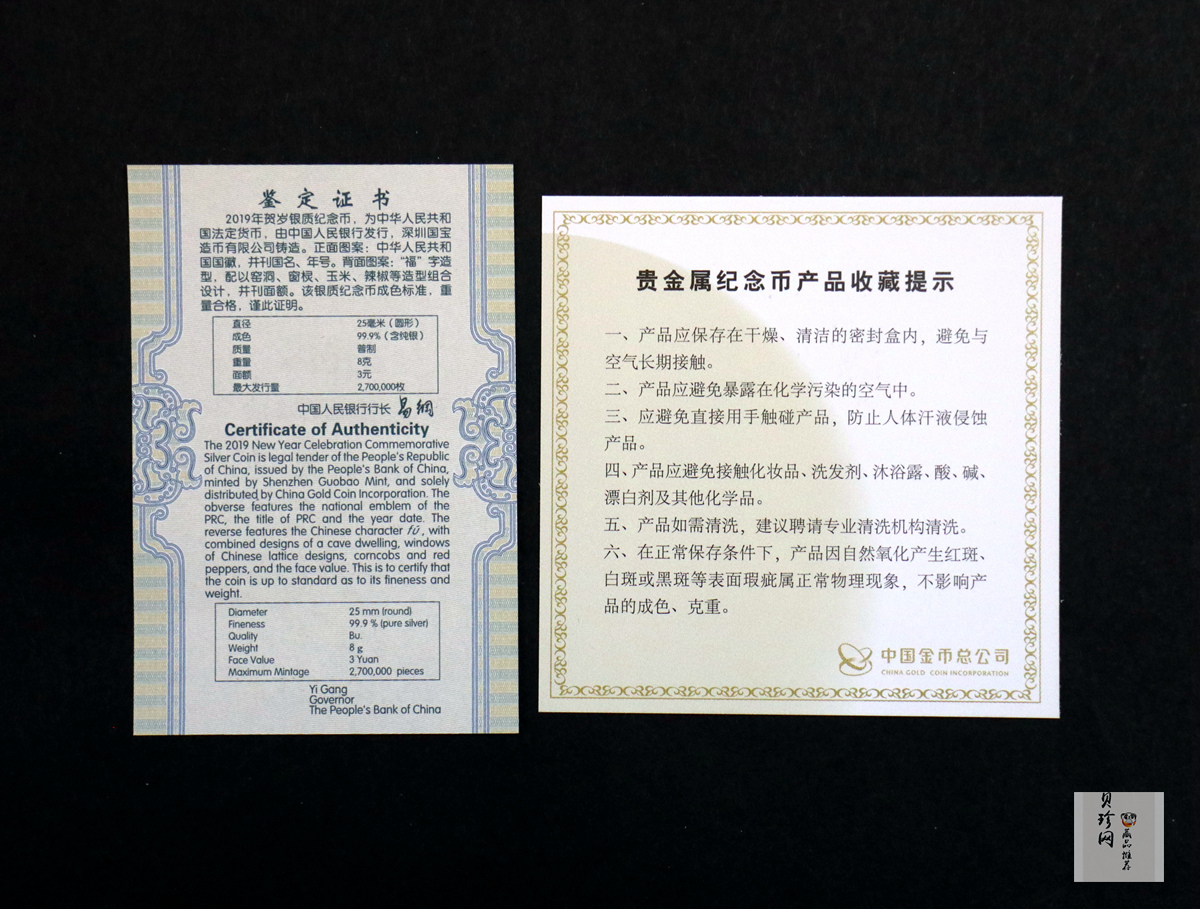 鉴定证书
2019年贺岁银质纪念币，为中华人民共和
国法定货币，由中国人民银行发行，深圳国宝
造币有限公司铸造。正面图案：中华人民共和
国国徽，并刊国名、年号。背面图案：“福”字造
型，配以窑洞、窗棂、玉米、辣椒等造型组合
设计，并刊面额。该银质纪念币成色标准，重
量合格，谨此证明。
直径 25毫米（圆形）
成色 99.9%（含纯银）
质量 普制
重量 8克
面额 3元
最大发行量 2,700,000枚
中国人民银行行长 易纲
Certificate of Authenticity
The 2019 New Year Celebration Commemorative
Silver Coin is legal tender of the People's Republic
of China, issued by the People's Bank of China,
minted by Shenzhen Guobao Mint, and solely
distributed by China Gold Coin Incorporation. The
obverse features the national emblem of the
PRC, the title of PRC and the year date. The
reverse features the Chinese character fú, with
combined designs of a cave dwelling, windows
of Chinese lattice designs, corncobs and red
peppers, and the face value. This is to certify that
the coin is up to standard as to its fineness and
weight.
Diameter 25 mm (round)
Fineness 99.9 % (pure silver)
Quality Bu.
Weight 8 g
Face Value 3 Yuan
Maximum Mintage 2,700,000 pieces
Yi Gang
Governor
The People's Bank of China
贵金属纪念币产品收藏提示
一、产品应保存在干燥、清洁的密封盒内，避免与
空气长期接触。
二、产品应避免暴露在化学污染的空气中。
三、应避免直接用手触碰产品，防止人体汗液侵蚀
产品。
四、产品应避免接触化妆品、洗发剂、沐浴露、酸、碱、
漂白剂及其他化学品。
五、产品如需清洗，建议聘请专业清洗机构清洗。
六、在正常保存条件下，产品因自然氧化产生红斑、
白斑或黑斑等表面瑕疵属正常物理现象，不影响产
品的成色、克重。
中国金币总公司
CHINA GOLD COIN INCORPORATION
贝珍网
藏品推荐